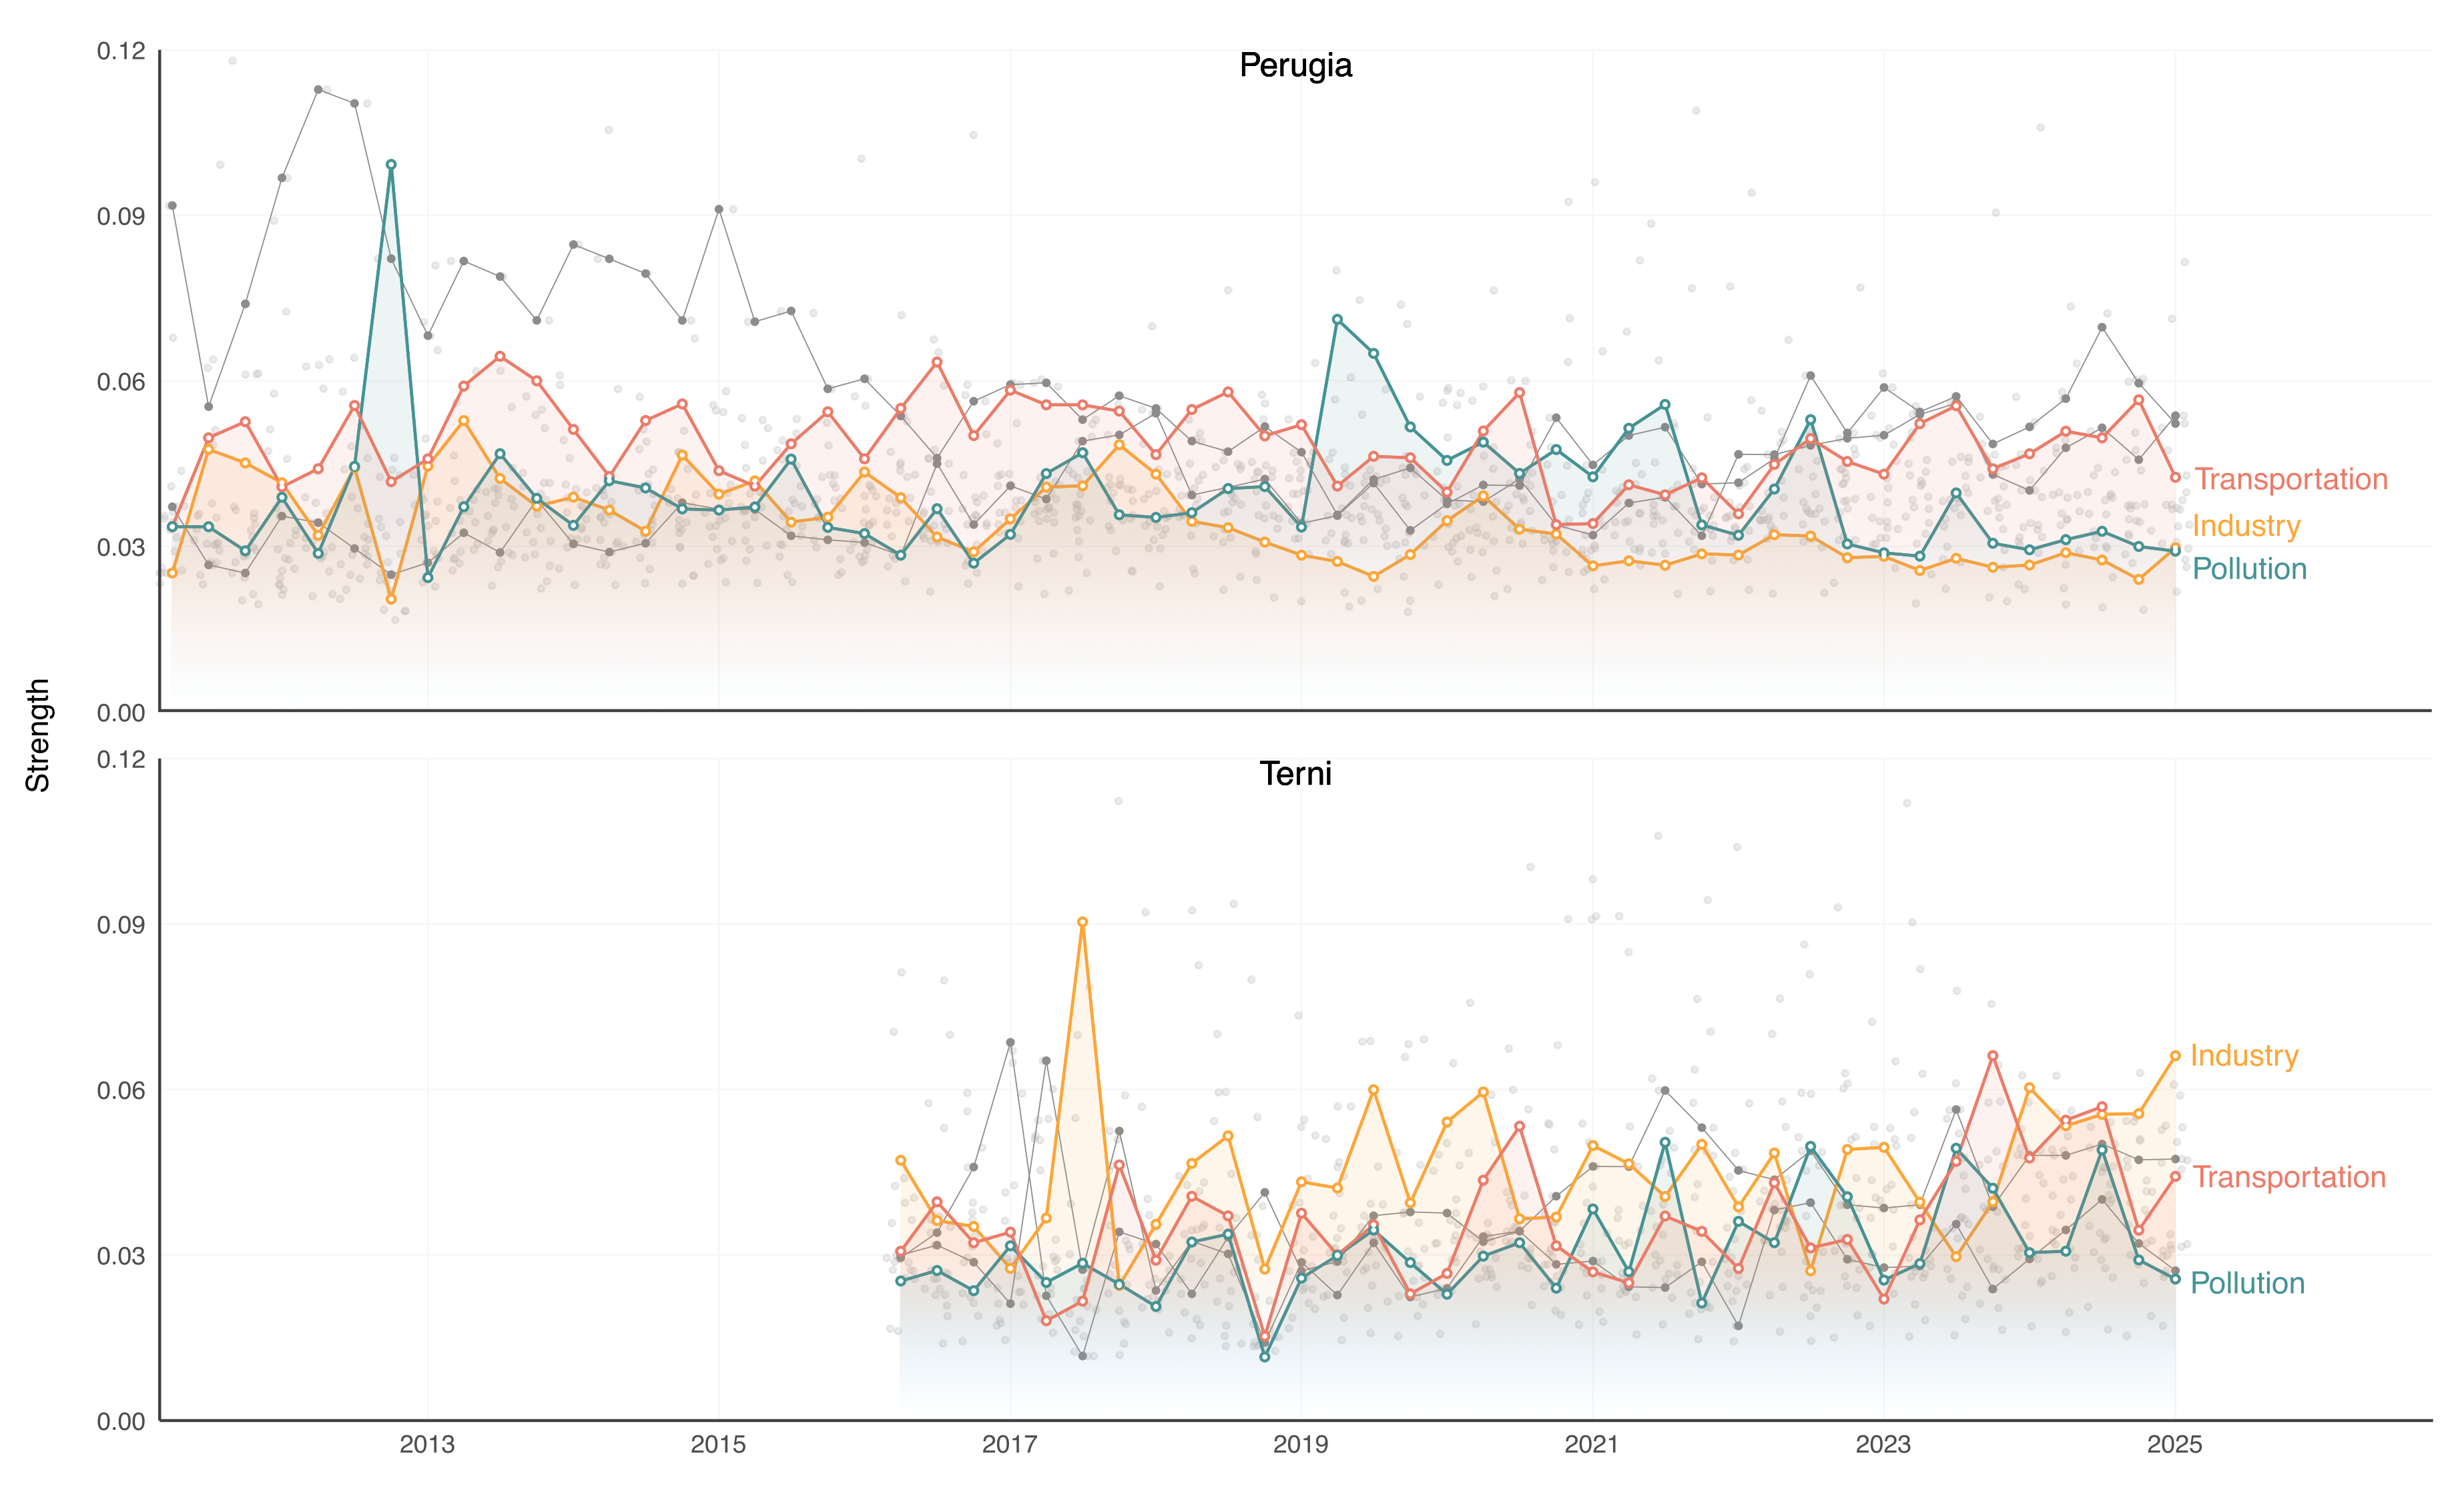 Perugia
0.12
0.09
0.06
0.03
0.00
Transportation
Industry
Pollution
Strength
Terni
0.12
0.09
0.06
0.03
0.00
Industry
Transportation
Pollution
2013 2015 2017 2019 2021 2023 2025